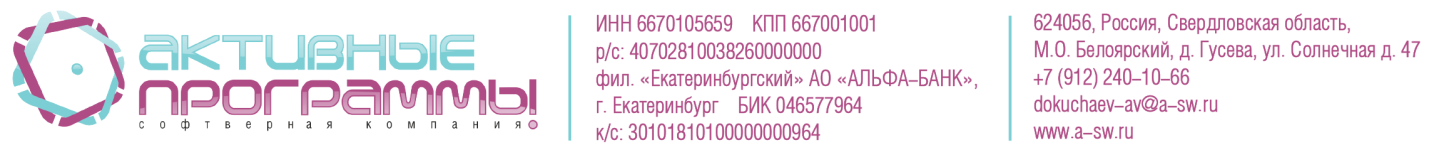 АКТИВНЫЕ
ПРОГРАММЫ!
софтверная компания
ИНН 6670105659 КПП 667001001
р/с: 40702810038260000000
фил. «Екатеринбургский» АО «АЛЬФА–БАНК»,
г. Екатеринбург БИК 046577964
к/с: 30101810100000000964
624056, Россия, Свердловская область,
М.О. Белоярский, д. Гусева, ул. Солнечная д. 47
+7 (912) 240–10–66
dokuchaev–av@a–sw.ru
www.a–sw.ru